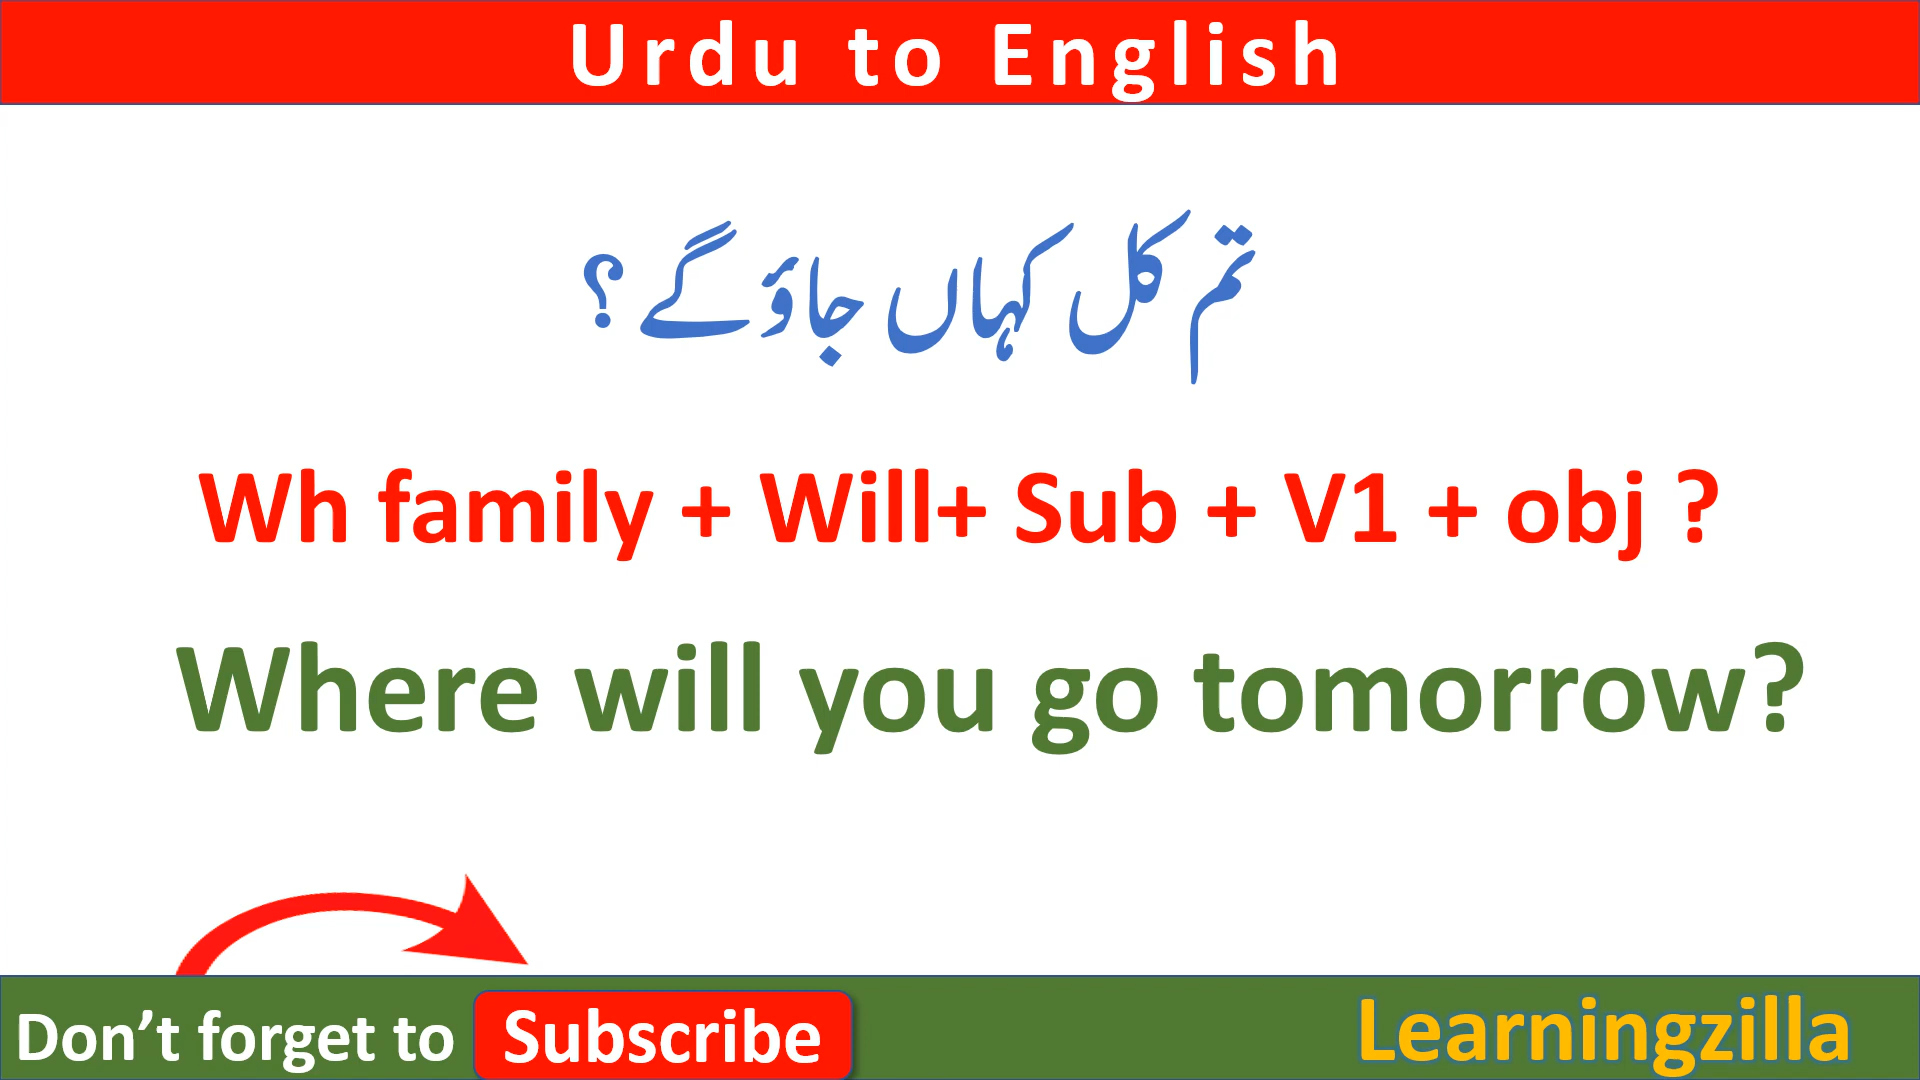 Urdu to English
تم کل کہاں جاؤ گے ؟
Wh family + Will+ Sub + V1 + obj ?
Where will you go tomorrow?
Don’t forget to Subscribe
Learningzilla